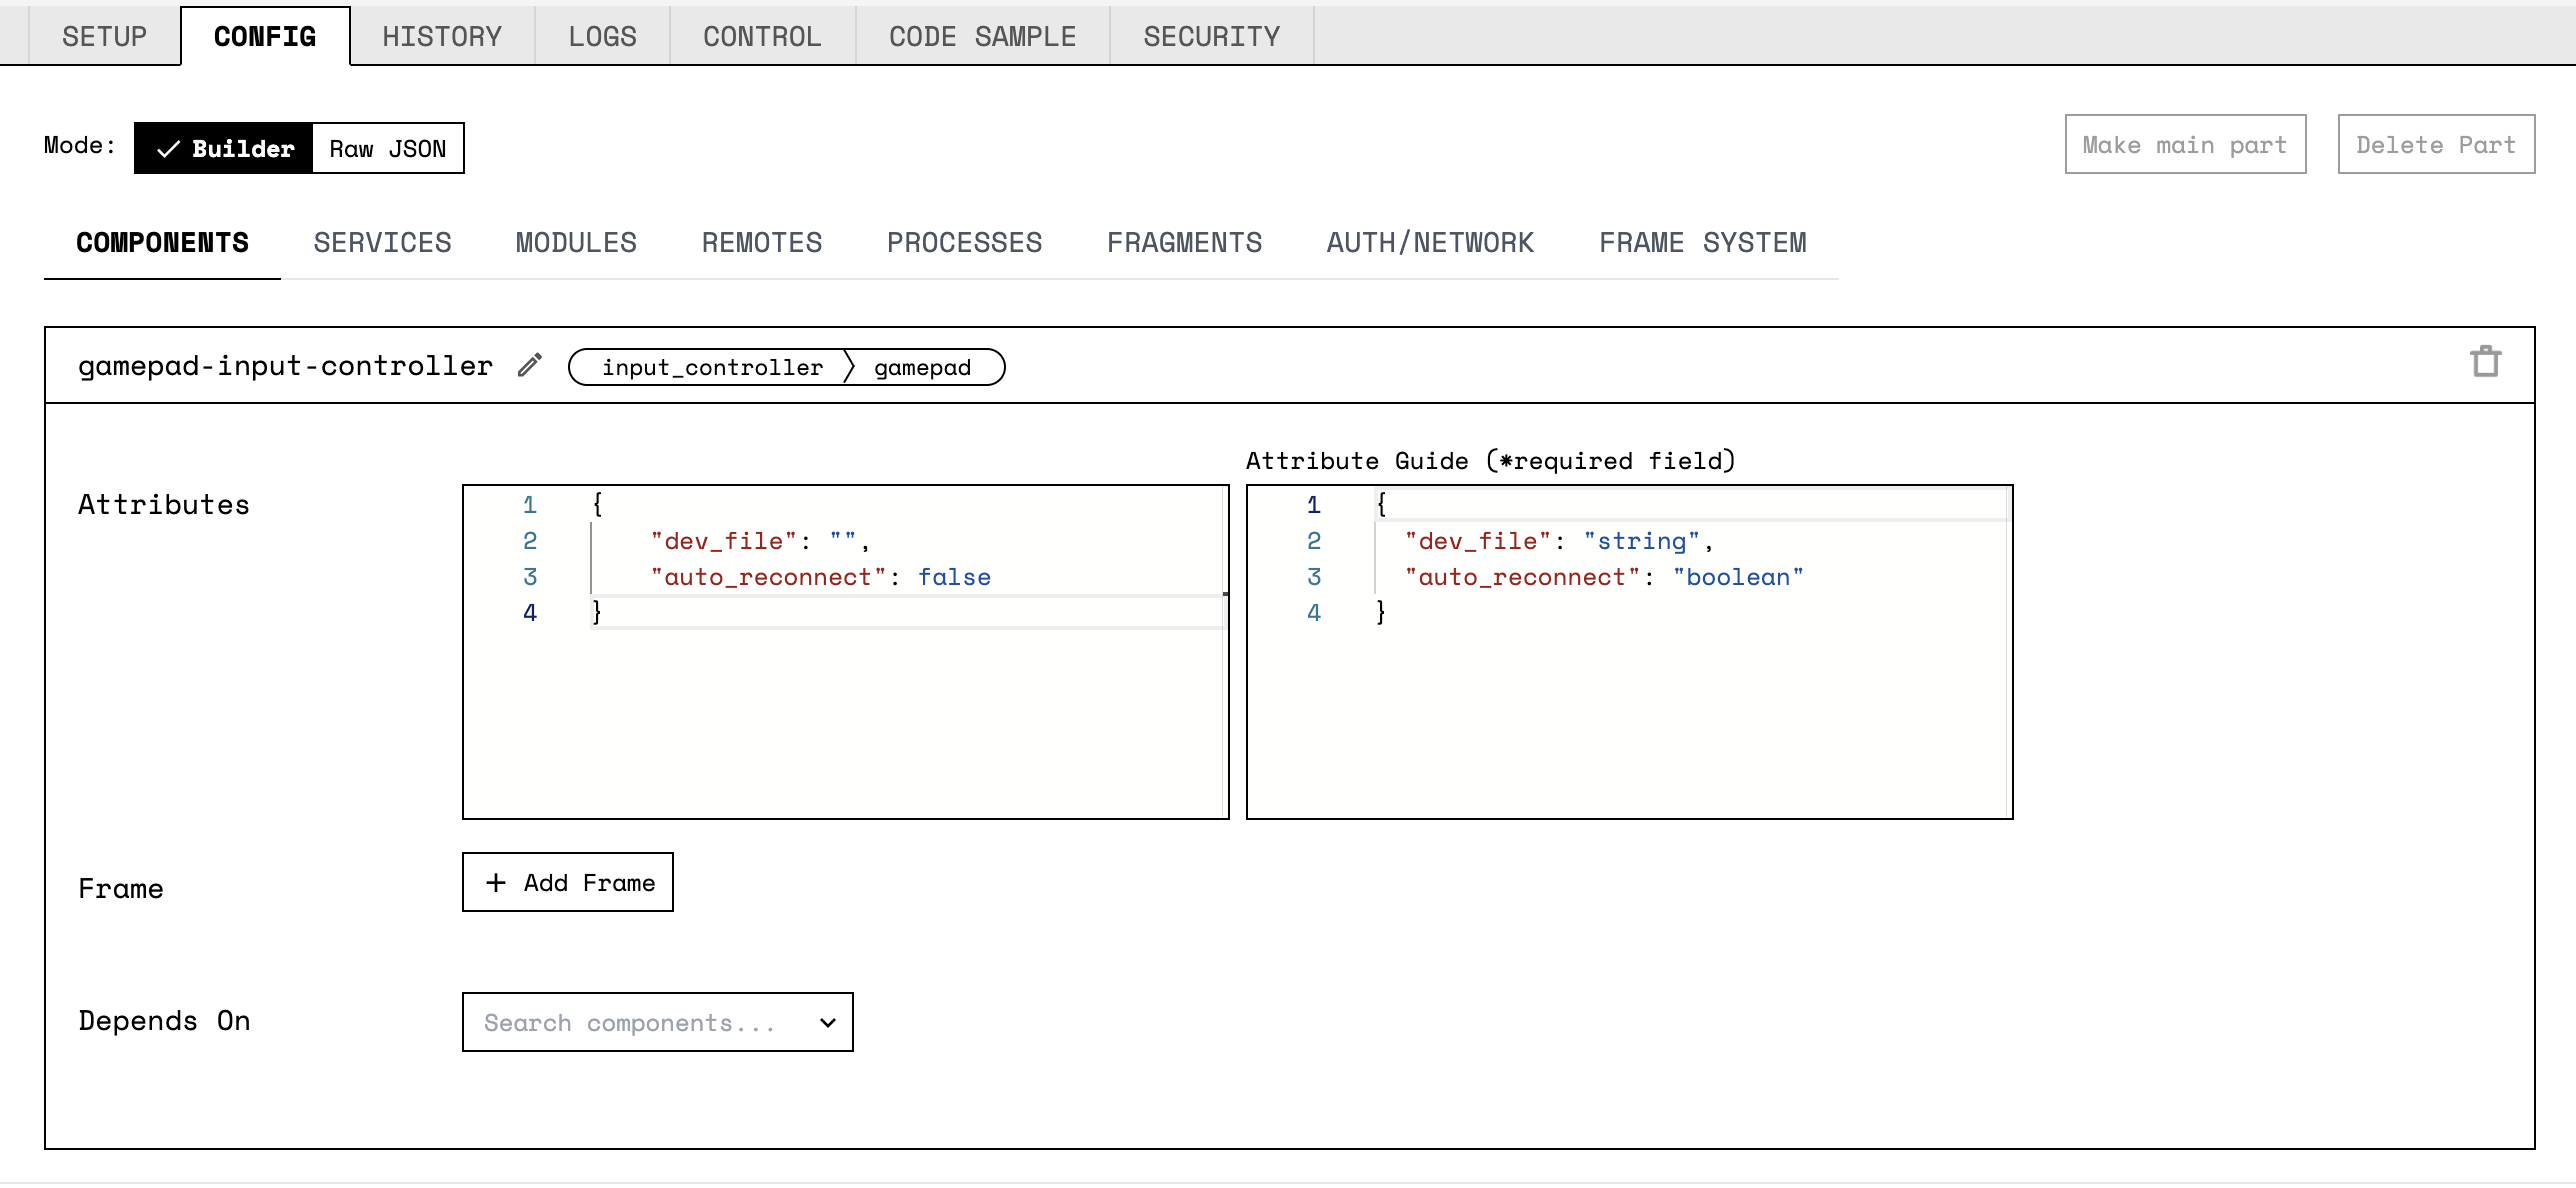 SETUP CONFIG HISTORY LOGS CONTROL CODE SAMPLE SECURITY
Mode: Builder Raw JSON Make main part Delete Part
COMPONENTS SERVICES MODULES REMOTES PROCESSES FRAGMENTS AUTH/NETWORK FRAME SYSTEM
gamepad-input-controller input_controller gamepad
Attribute Guide (*required field)
Attributes
1 {
2 "dev_file": "",
3 "auto_reconnect": false
4 }
1 {
2 "dev_file": "string",
3 "auto_reconnect": "boolean"
4 }
Frame + Add Frame
Depends On Search components...